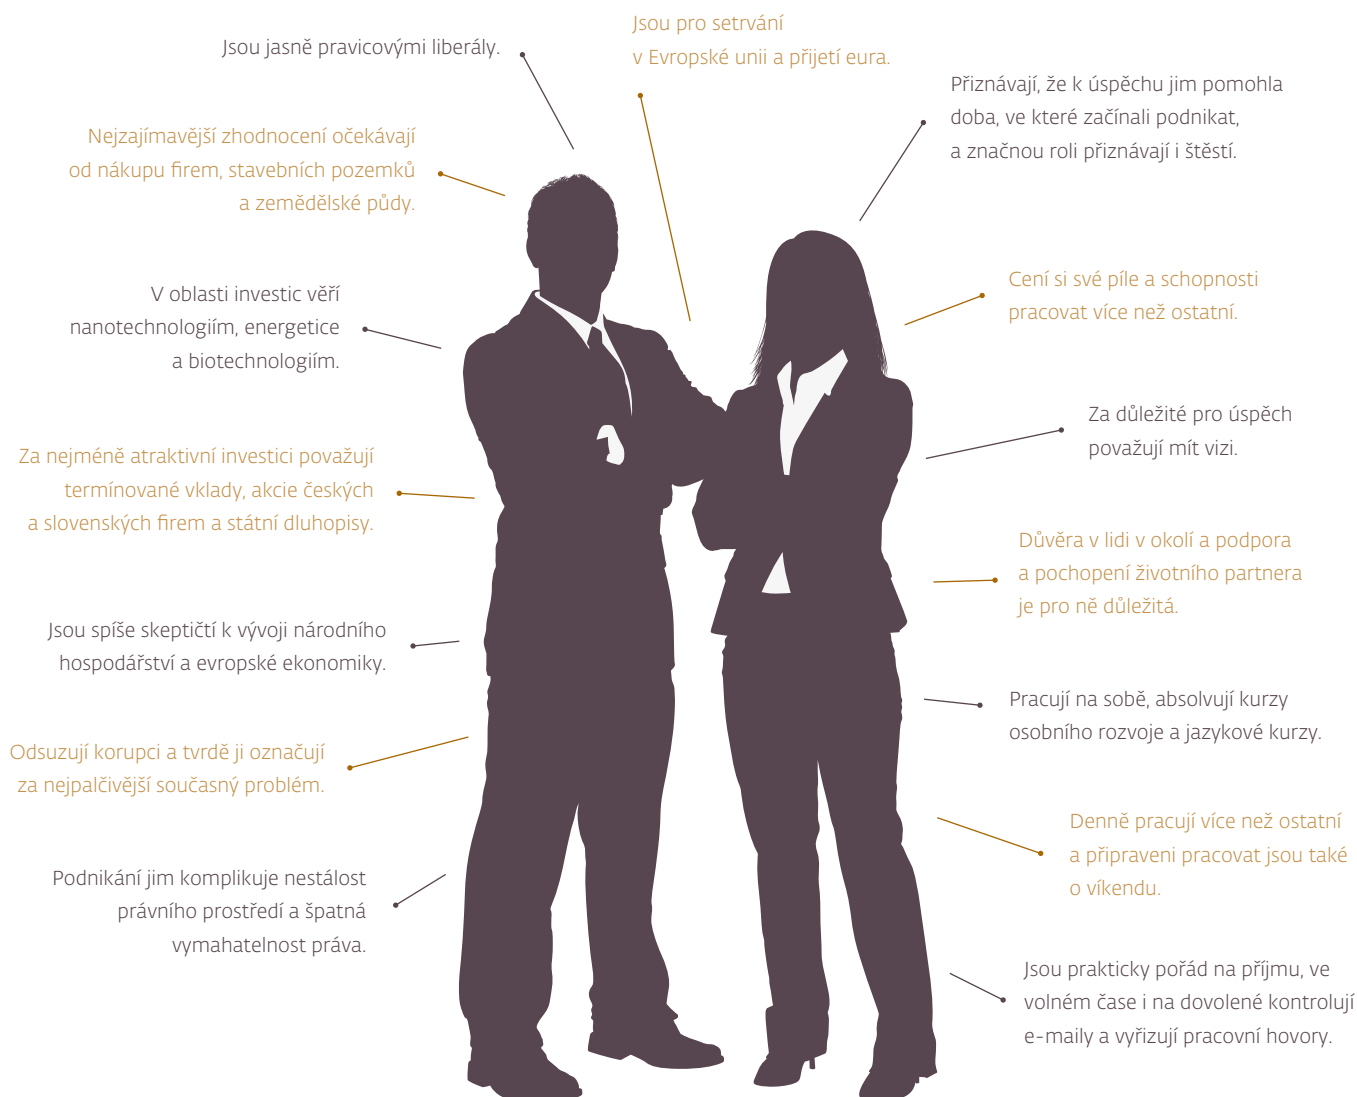 Jsou jasně pravicovými liberály.
Nejzajímavější zhodnocení očekávají
od nákupu firem, stavebních pozemků
a zemědělské půdy.
V oblasti investic věří
nanotechnologiím, energetice
a biotechnologiím.
Za nejméně atraktivní investici považují
termínované vklady, akcie českých
a slovenských firem a státní dluhopisy.
Jsou spíše skeptičtí k vývoji národního
hospodářství a evropské ekonomiky.
Odsuzují korupci a tvrdě ji označují
za nejpalčivější současný problém.
Podnikání jim komplikuje nestálost
právního prostředí a špatná
vymahatelnost práva.
Jsou pro setrvání
v Evropské unii a přijetí eura.
Přiznávají, že k úspěchu jim pomohla
doba, ve které začínali podnikat,
a značnou roli přiznávají i štěstí.
Cení si své píle a schopnosti
pracovat více než ostatní.
Za důležité pro úspěch
považují mít vizi.
Důvěra v lidi v okolí a podpora
a pochopení životního partnera
je pro ně důležitá.
Pracují na sobě, absolvují kurzy
osobního rozvoje a jazykové kurzy.
Denně pracují více než ostatní
a připraveni pracovat jsou také
o víkendu.
Jsou prakticky pořád na příjmu, ve
volném čase i na dovolené kontrolují
e-maily a vyřizují pracovní hovory.